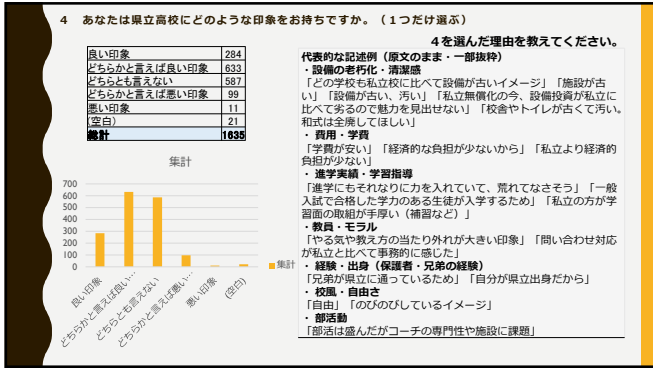 4　あなたは県立高校にどのような印象をお持ちですか。（１つだけ選ぶ）
良い印象 284
どちらかと言えば良い印象 633
どちらとも言えない 587
どちらかと言えば悪い印象 99
悪い印象 11
(空白) 21
総計 1635
集計
700
600
500
400
300
200
100
0
良い印象
どちらかと言えば良い…
どちらとも言えない
どちらかと言えば悪い…
悪い印象
(空白)
集計
４を選んだ理由を教えてください。
代表的な記述例（原文のまま・一部抜粋）
・設備の老朽化・清潔感
「どの学校も私立校に比べて設備が古いイメージ」「施設が古
い」「設備が古い、汚い」「私立無償化の今、設備投資が私立に
比べて劣るので魅力を見出せない」「校舎やトイレが古くて汚い。
和式は全廃してほしい」
・ 費用・学費
「学費が安い」「経済的な負担が少ないから」「私立より経済的
負担が少ない」
・ 進学実績・学習指導
「進学にもそれなりに力を入れていて、荒れてなさそう」「一般
入試で合格した学力のある生徒が入学するため」「私立の方が学
習面の取組が手厚い（補習など）」
・教員・モラル
「やる気や教え方の当たり外れが大きい印象」「問い合わせ対応
が私立と比べて事務的に感じた」
・ 経験・出身（保護者・兄弟の経験）
「兄弟が県立に通っているため」「自分が県立出身だから」
・ 校風・自由さ
「自由」「のびのびしているイメージ」
・ 部活動
「部活は盛んだがコーチの専門性や施設に課題」